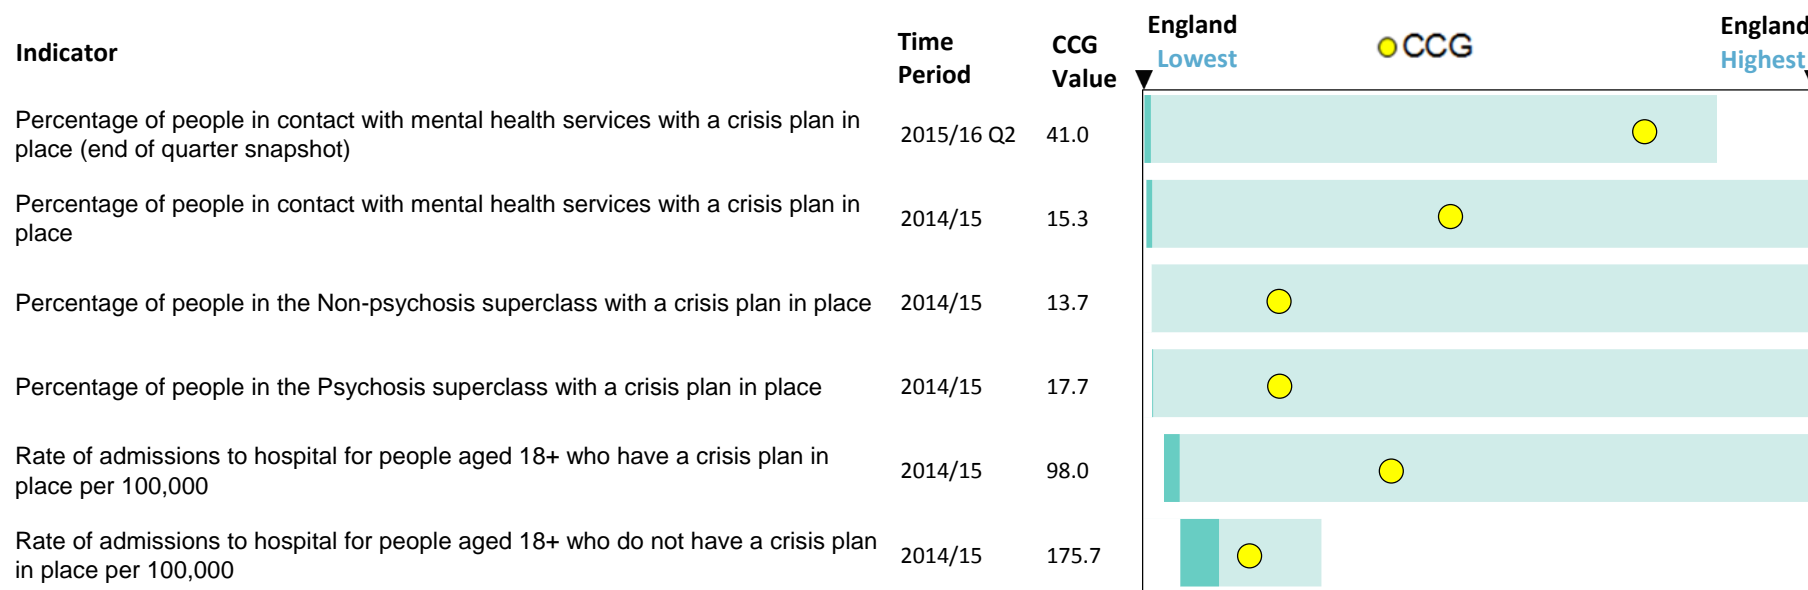 Indicator
Time
Period
CCG
Value
England
Lowest
CCG
England
Highest
Percentage of people in contact with mental health services with a crisis plan in
place (end of quarter snapshot)
2015/16 Q2
41.0
Percentage of people in contact with mental health services with a crisis plan in
place
2014/15
15.3
Percentage of people in the Non-psychosis superclass with a crisis plan in place
2014/15
13.7
Percentage of people in the Psychosis superclass with a crisis plan in place
2014/15
17.7
Rate of admissions to hospital for people aged 18+ who have a crisis plan in
place per 100,000
2014/15
98.0
Rate of admissions to hospital for people aged 18+ who do not have a crisis plan
in place per 100,000
2014/15
175.7